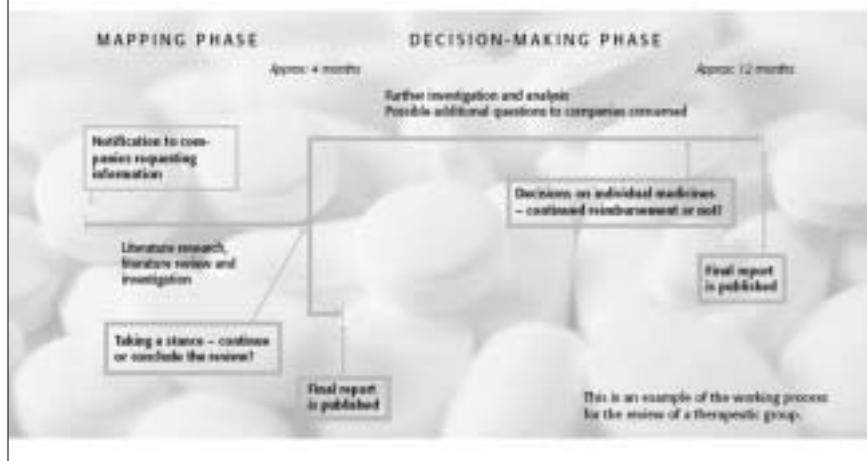 MAPPING PHASE
DECISION-MAKING PHASE
Approx. 4 months
Approx. 12 months
Further investigation and analysis
Possible additional questions to companies concerned
Notification to com-
panies requesting
information
Decisions on individual medicines
– continued reimbursement or not?
Literature research,
literature review and
investigation
Final report
is published
Taking a stance – continue
or conclude the review?
Final report
is published
This is an example of the working process
for the review of a therapeutic group.